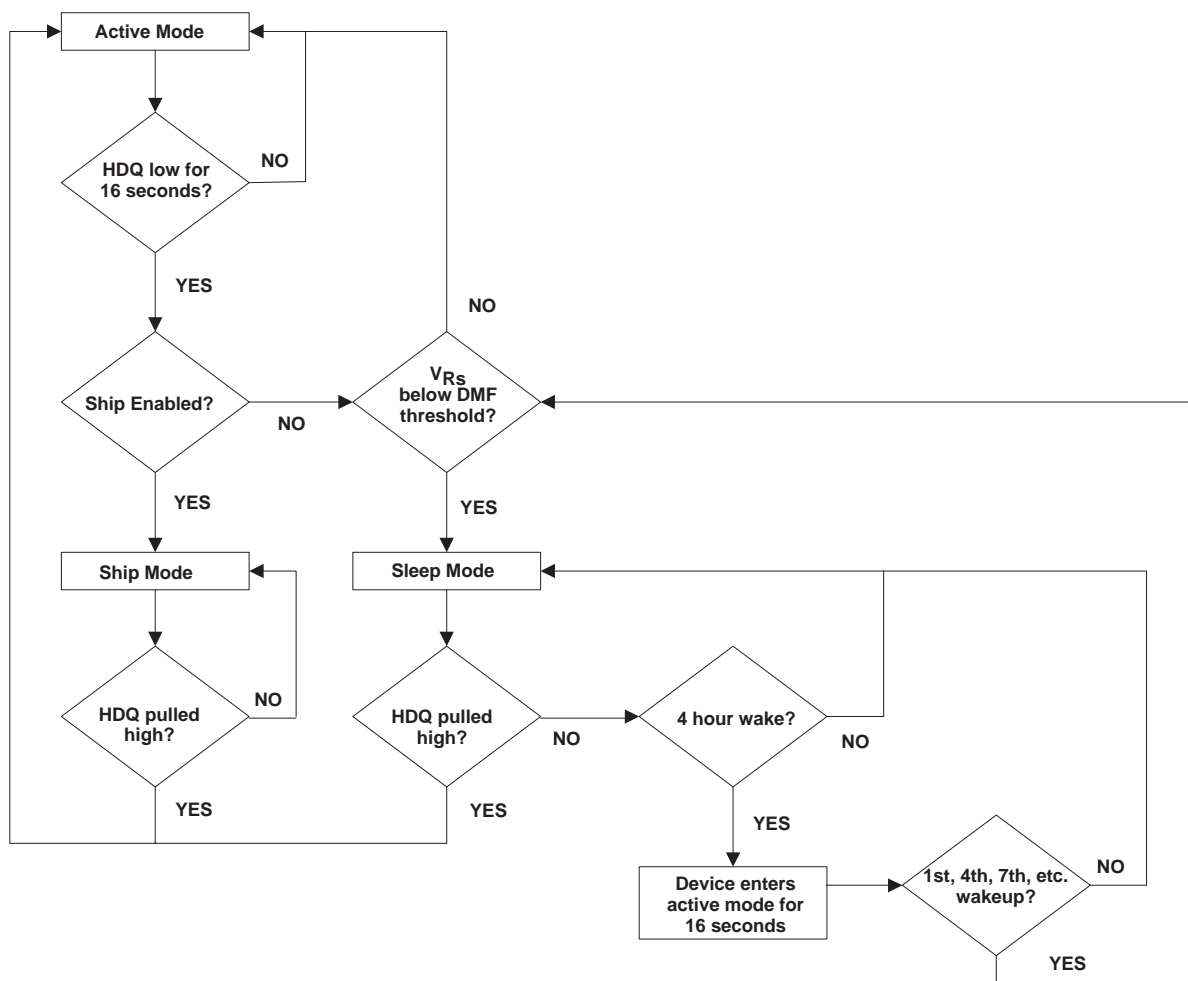 Active Mode
HDQ low for
16 seconds?
NO
YES
NO
Ship Enabled?
NO
VRs
below DMF
threshold?
YES
YES
Ship Mode
Sleep Mode
HDQ pulled
high?
NO
HDQ pulled
high?
NO
4 hour wake?
NO
YES
YES
YES
Device enters
active mode for
16 seconds
1st, 4th, 7th, etc.
wakeup?
NO
YES